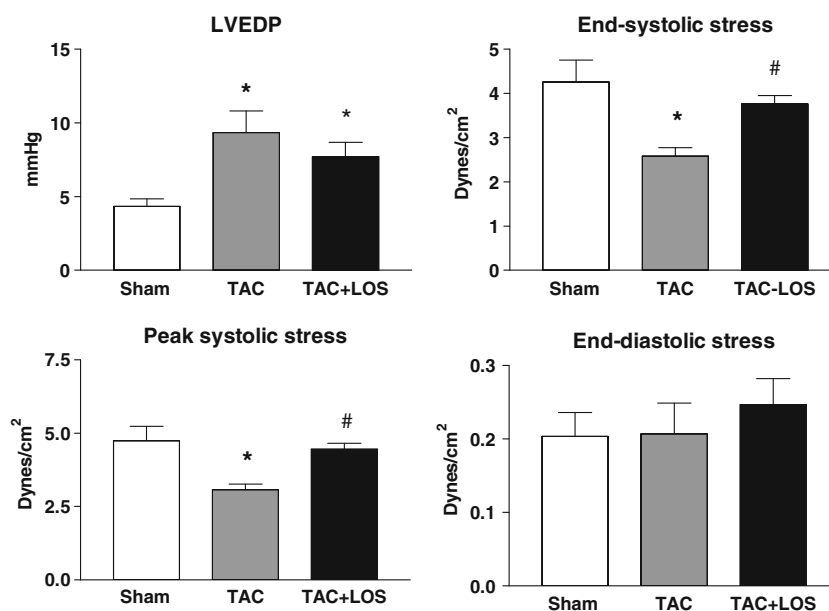 LVEDP
15
10
5
0
mmHg
*
*
Sham
TAC
TAC+LOS
End-systolic stress
5
4
3
2
1
0
Dynes/cm²
*
#
Sham
TAC
TAC-LOS
Peak systolic stress
7.5
5.0
2.5
0.0
Dynes/cm²
*
#
Sham
TAC
TAC+LOS
End-diastolic stress
0.3
0.2
0.1
0.0
Dynes/cm²
Sham
TAC
TAC+LOS